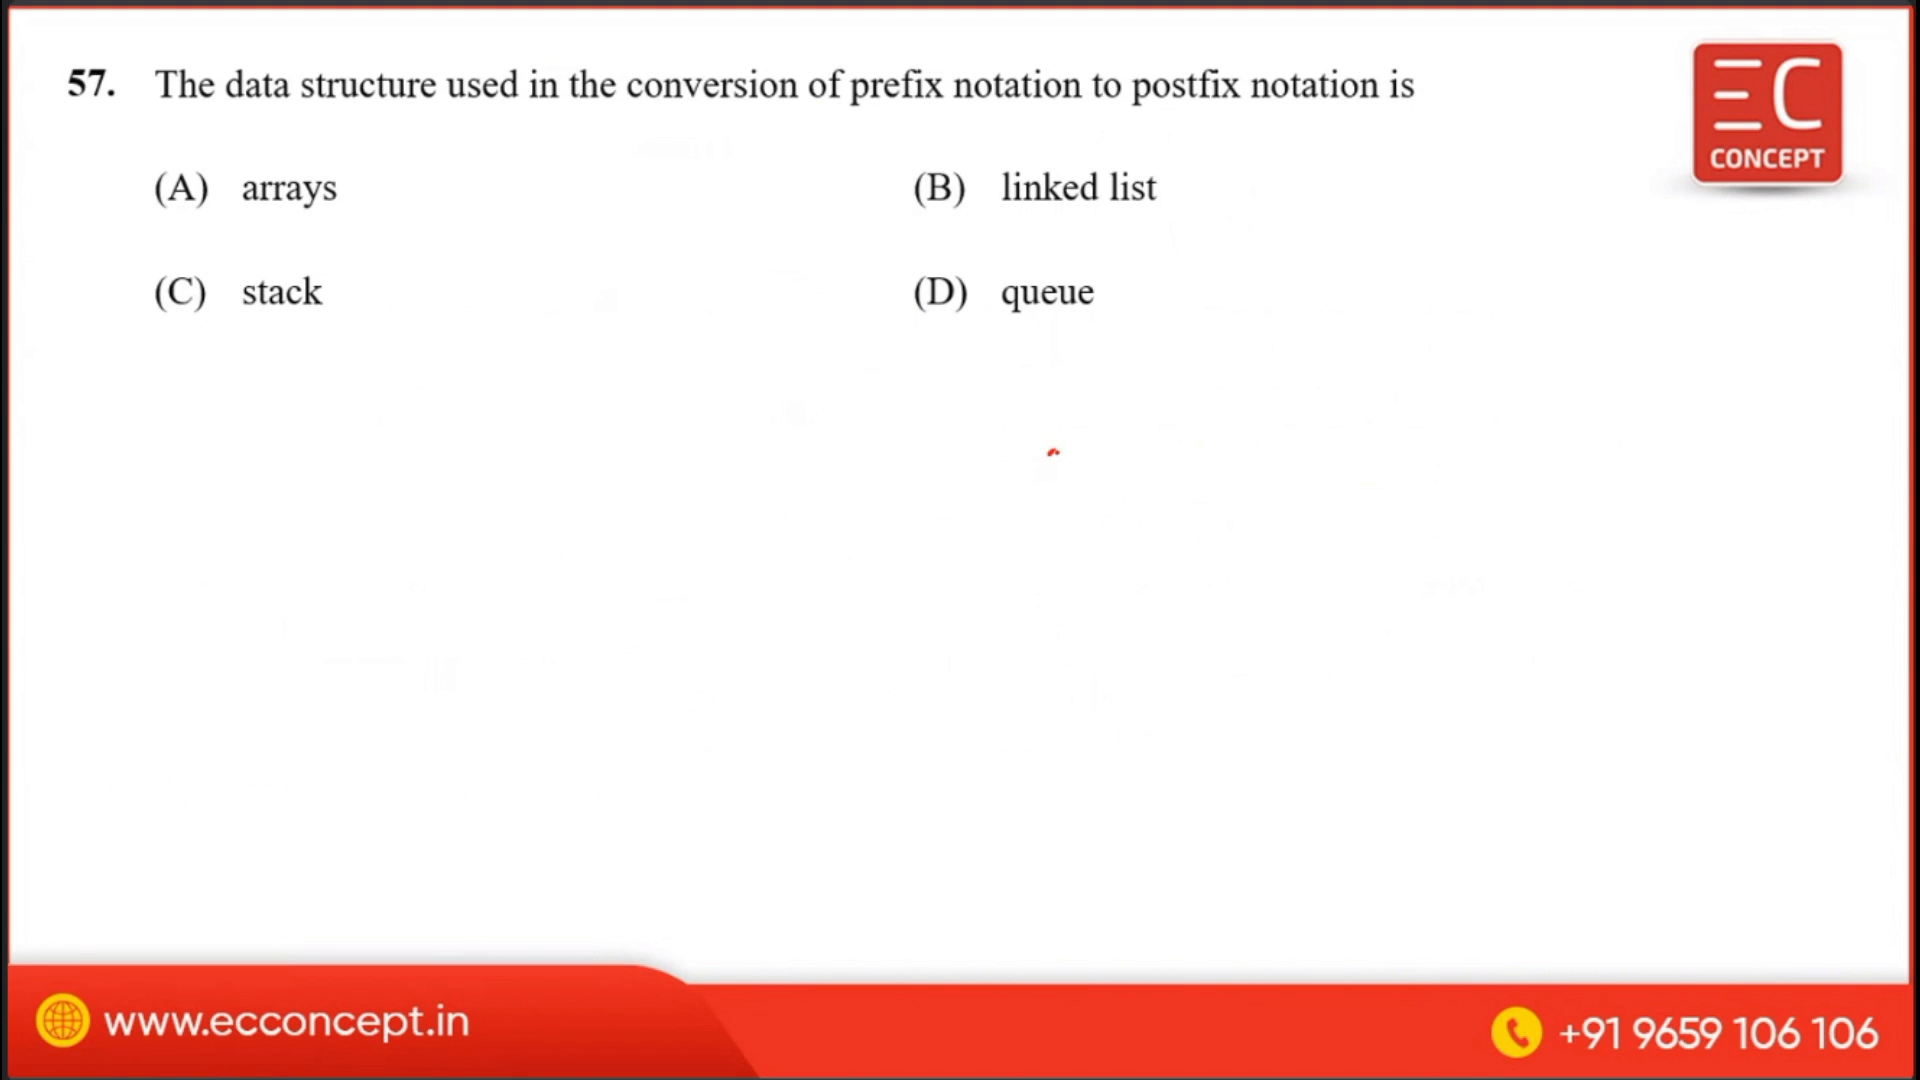 57. The data structure used in the conversion of prefix notation to postfix notation is
(A) arrays (B) linked list
(C) stack (D) queue
EC
CONCEPT
www.ecconcept.in
+91 9659 106 106